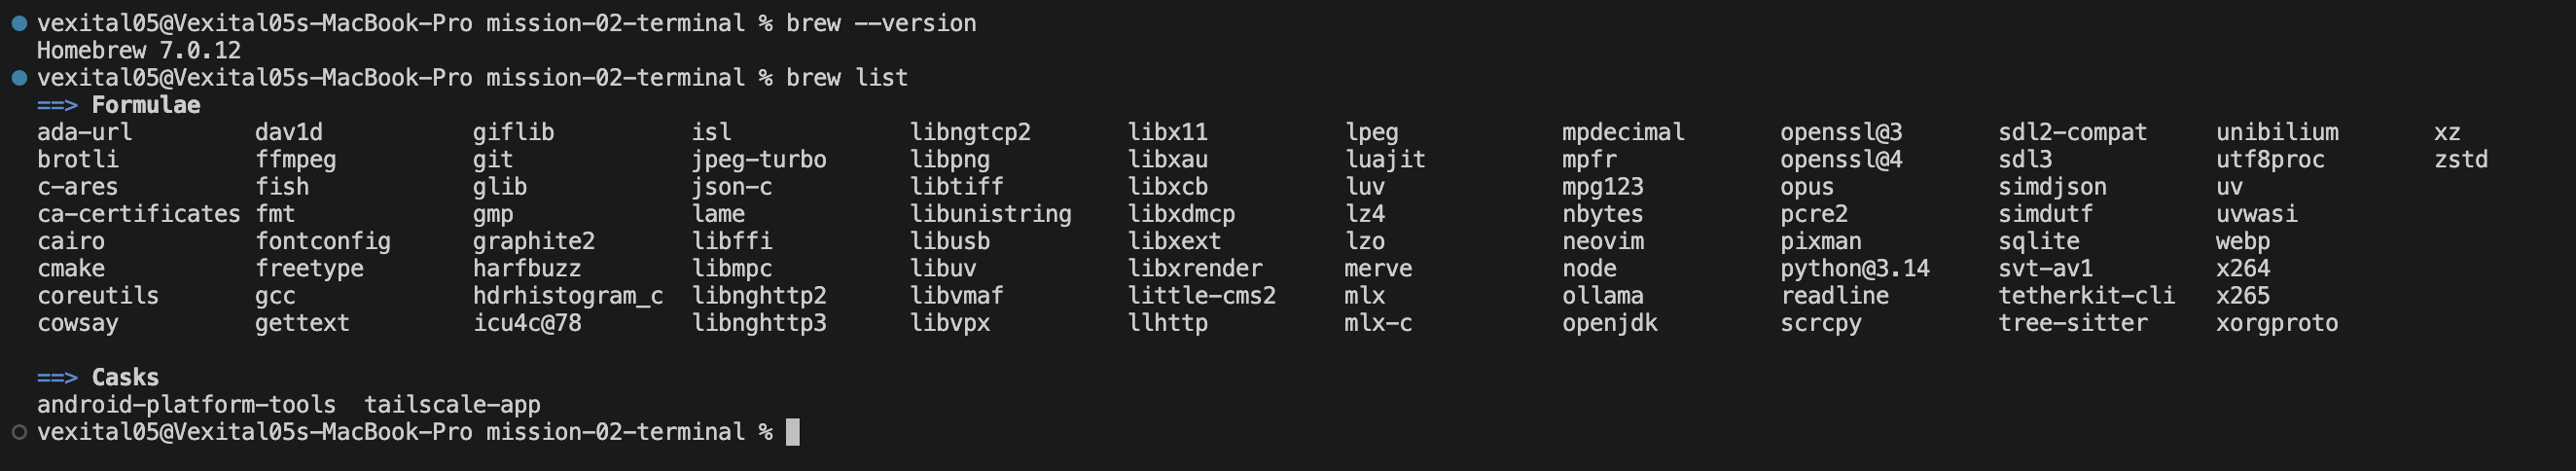 vexital05@Vexital05s-MacBook-Pro mission-02-terminal % brew --version
Homebrew 7.0.12
vexital05@Vexital05s-MacBook-Pro mission-02-terminal % brew list
==> Formulae
ada-url dav1d giflib isl libngtcp2 libx11 lpeg mpdecimal openssl@3 sdl2-compat unibilium xz
brotli ffmpeg git jpeg-turbo libpng libxau luajit mpfr openssl@4 sdl3 utf8proc zstd
c-ares fish glib json-c libtiff libxcb luv mpg123 opus simdjson uv
ca-certificates fmt gmp lame libunistring libxdmcp lz4 nbytes pcre2 simdutf uvwasi
cairo fontconfig graphite2 libffi libusb libxext lzo neovim pixman sqlite webp
cmake freetype harfbuzz libmpc libuv libxrender merve node python@3.14 svt-av1 x264
coreutils gcc hdrhistogram_c libnghttp2 libvmaf little-cms2 mlx ollama readline tetherkit-cli x265
cowsay gettext icu4c@78 libnghttp3 libvpx llhttp mlx-c openjdk scrcpy tree-sitter xorgproto
==> Casks
android-platform-tools tailscale-app
vexital05@Vexital05s-MacBook-Pro mission-02-terminal %